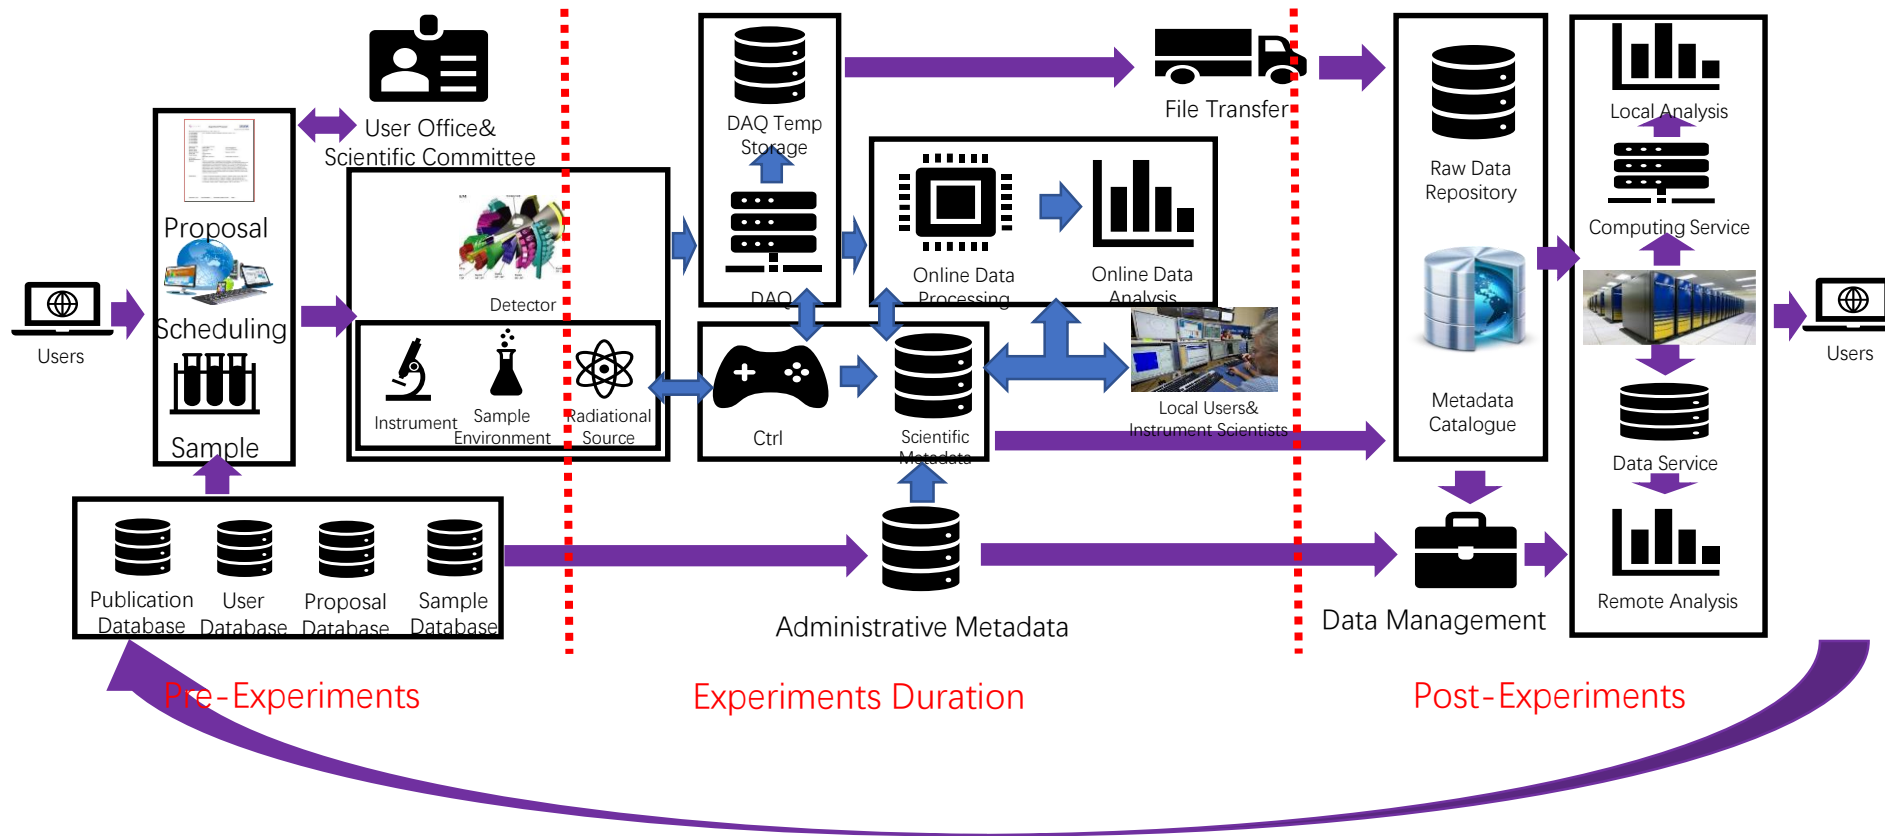 User Office&
Scientific Committee
Proposal
Scheduling
Sample
Users
Detector
Instrument
Sample
Environment
Radiational
Source
Publication
Database
User
Database
Proposal
Database
Sample
Database
DAQ Temp
Storage
DAQ
Online Data
Processing
Online Data
Analysis
File Transfer
Ctrl
Scientific
Metadata
Local Users&
Instrument Scientists
Administrative Metadata
Raw Data
Repository
Metadata
Catalogue
Data Management
Local Analysis
Computing Service
Data Service
Remote Analysis
Users
Pre-Experiments
Experiments Duration
Post-Experiments